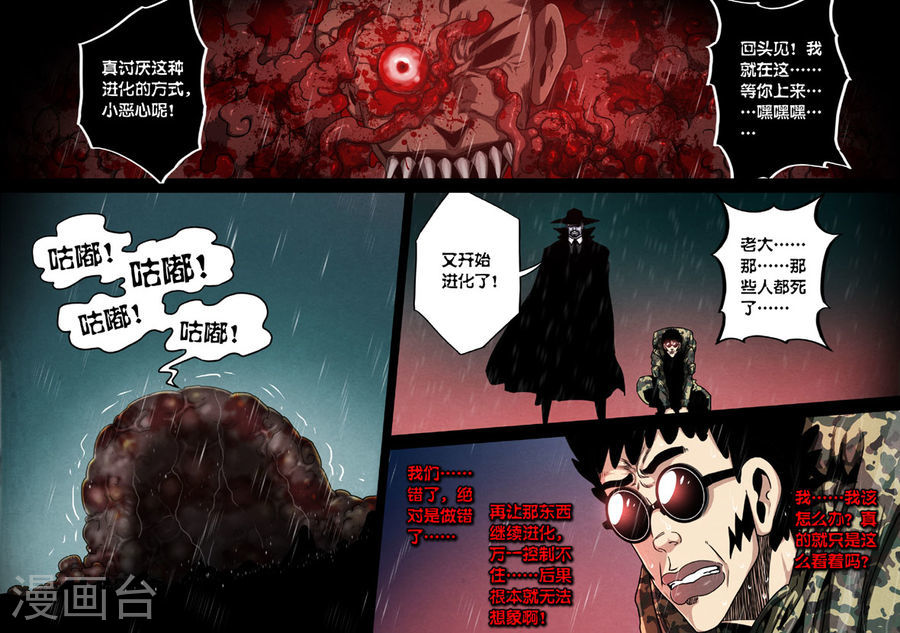 真讨厌这种
进化的方式，
小恶心呢！
回头见！我
就在这……
等你上来…
…嘿嘿嘿…
…
咕嘟！
咕嘟！
咕嘟！
咕嘟！
又开始
进化了！
老大……
那……那
些人都死
了……
我们……
错了，绝
对是做错
了……
再让那东西
继续进化，
万一控制不
住……后果
根本就无法
想象啊！
我……我该
怎么办？真
的就只是这
么看着吗？
漫画台